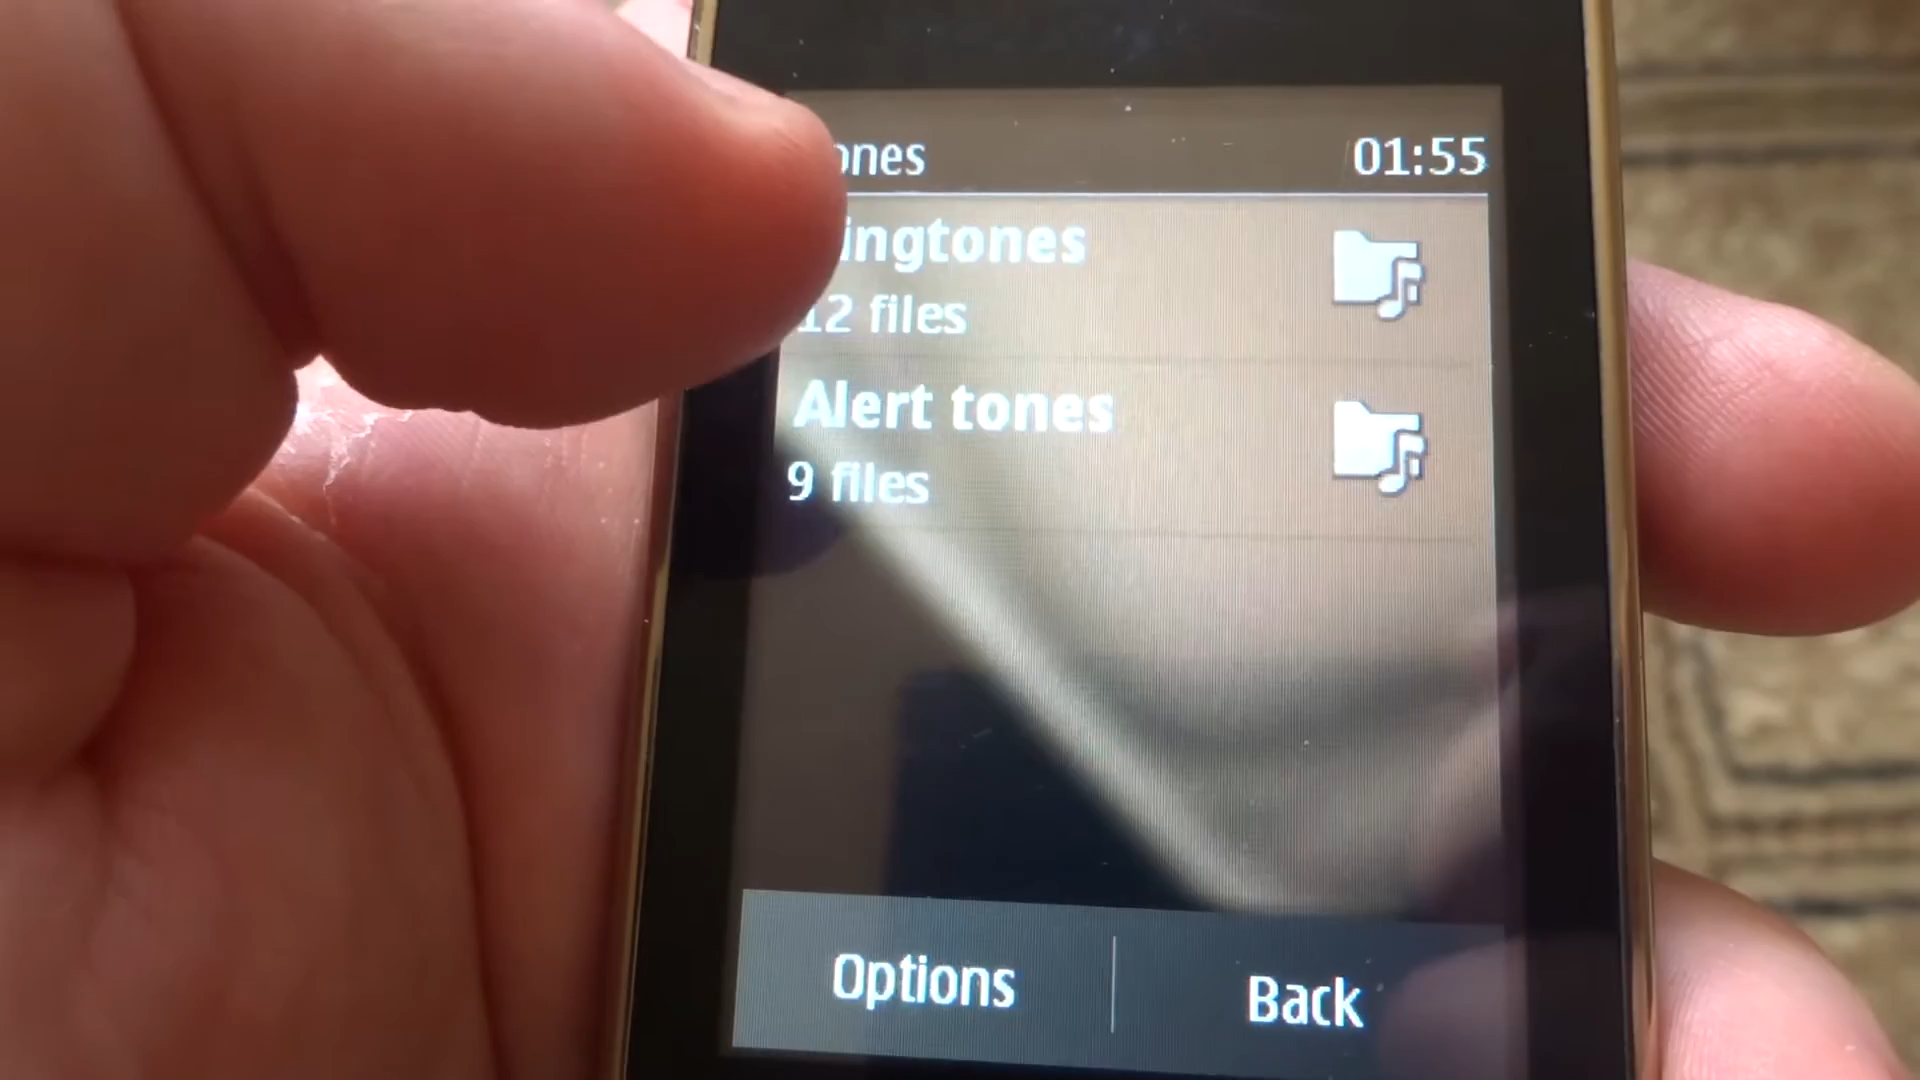 ones 01:55
ingtones
12 files
Alert tones
9 files
Options Back